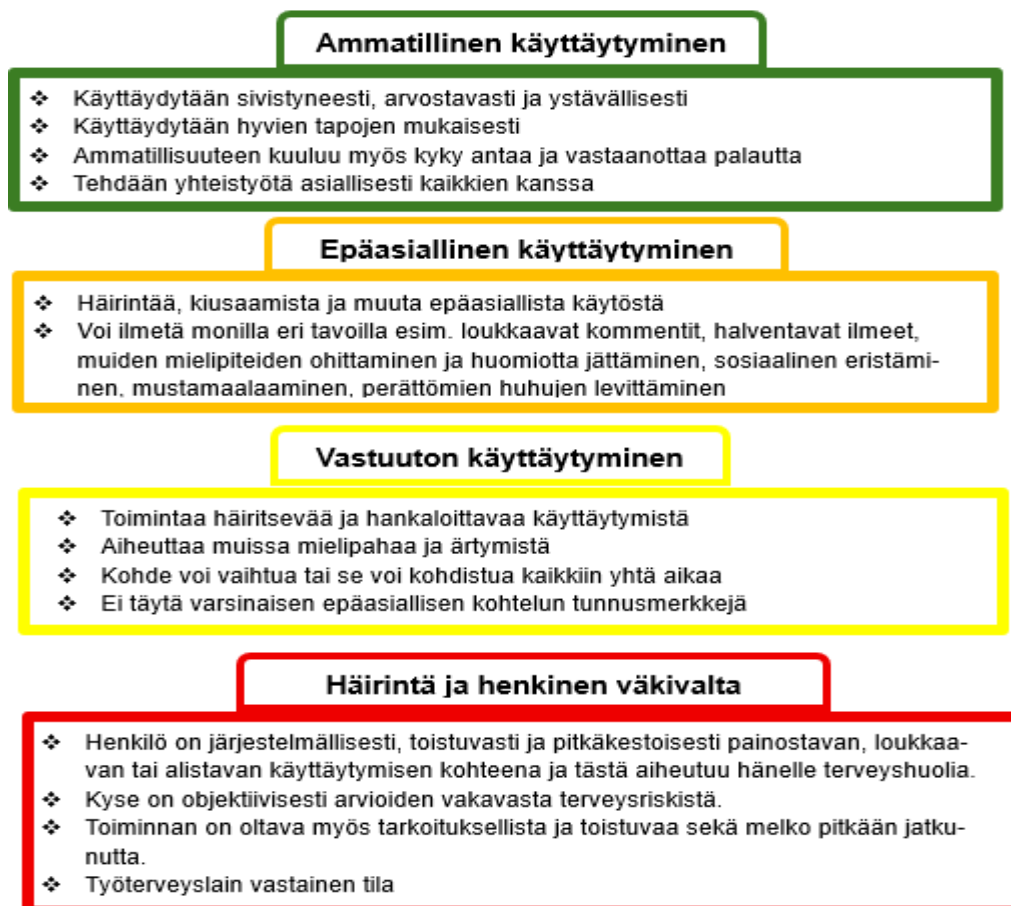 Ammatillinen käyttäytyminen
❖ Käyttäydytään sivistyneesti, arvostavasti ja ystävällisesti
❖ Käyttäydytään hyvien tapojen mukaisesti
❖ Ammatillisuuteen kuuluu myös kyky antaa ja vastaanottaa palautta
❖ Tehdään yhteistyötä asiallisesti kaikkien kanssa
Epäasiallinen käyttäytyminen
❖ Häirintää, kiusaamista ja muuta epäasiallista käytöstä
❖ Voi ilmetä monilla eri tavoilla esim. loukkaavat kommentit, halventavat ilmeet,
muiden mielipiteiden ohittaminen ja huomiotta jättäminen, sosiaalinen eristämi-
nen, mustamaalaaminen, perättömien huhujen levittäminen
Vastuuton käyttäytyminen
❖ Toimintaa häiritsevää ja hankaloittavaa käyttäytymistä
❖ Aiheuttaa muissa mielipahaa ja ärtymistä
❖ Kohde voi vaihtua tai se voi kohdistua kaikkiin yhtä aikaa
❖ Ei täytä varsinaisen epäasiallisen kohtelun tunnusmerkkejä
Häirintä ja henkinen väkivalta
❖ Henkilö on järjestelmällisesti, toistuvasti ja pitkäkestoisesti painostavan, loukkaa-
van tai alistavan käyttäytymisen kohteena ja tästä aiheutuu hänelle terveyshuolia.
❖ Kyse on objektiivisesti arvioiden vakavasta terveysriskistä.
❖ Toiminnan on oltava myös tarkoituksellista ja toistuvaa sekä melko pitkään jatku-
nutta.
❖ Työterveyslain vastainen tila